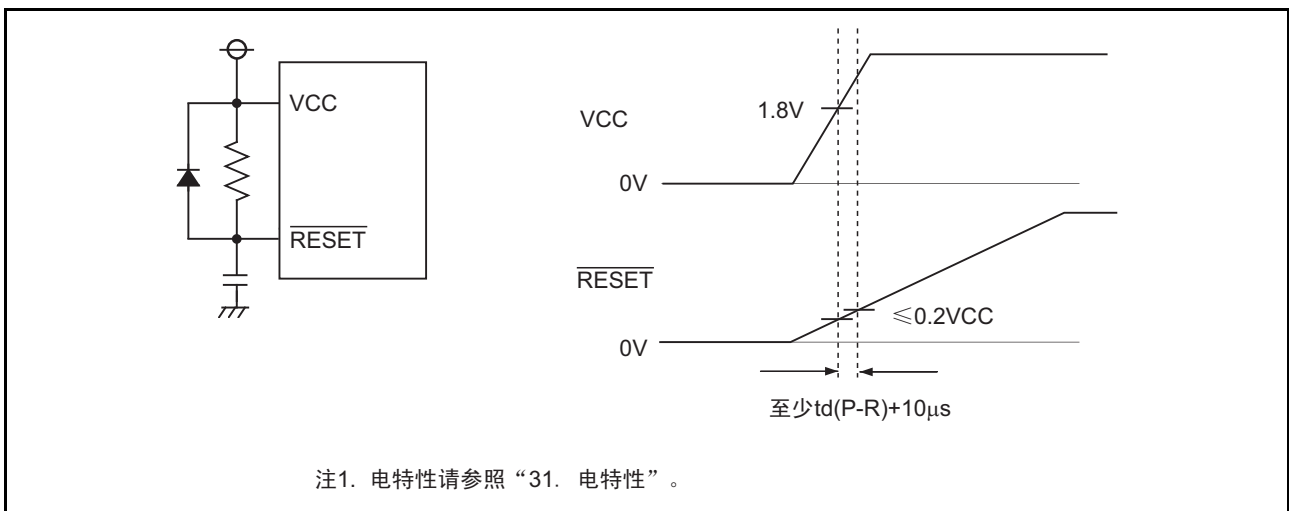 VCC
RESET
VCC
1.8V
0V
RESET
≦0.2VCC
0V
至少td(P-R)+10μs
注1. 电特性请参照“31. 电特性”。